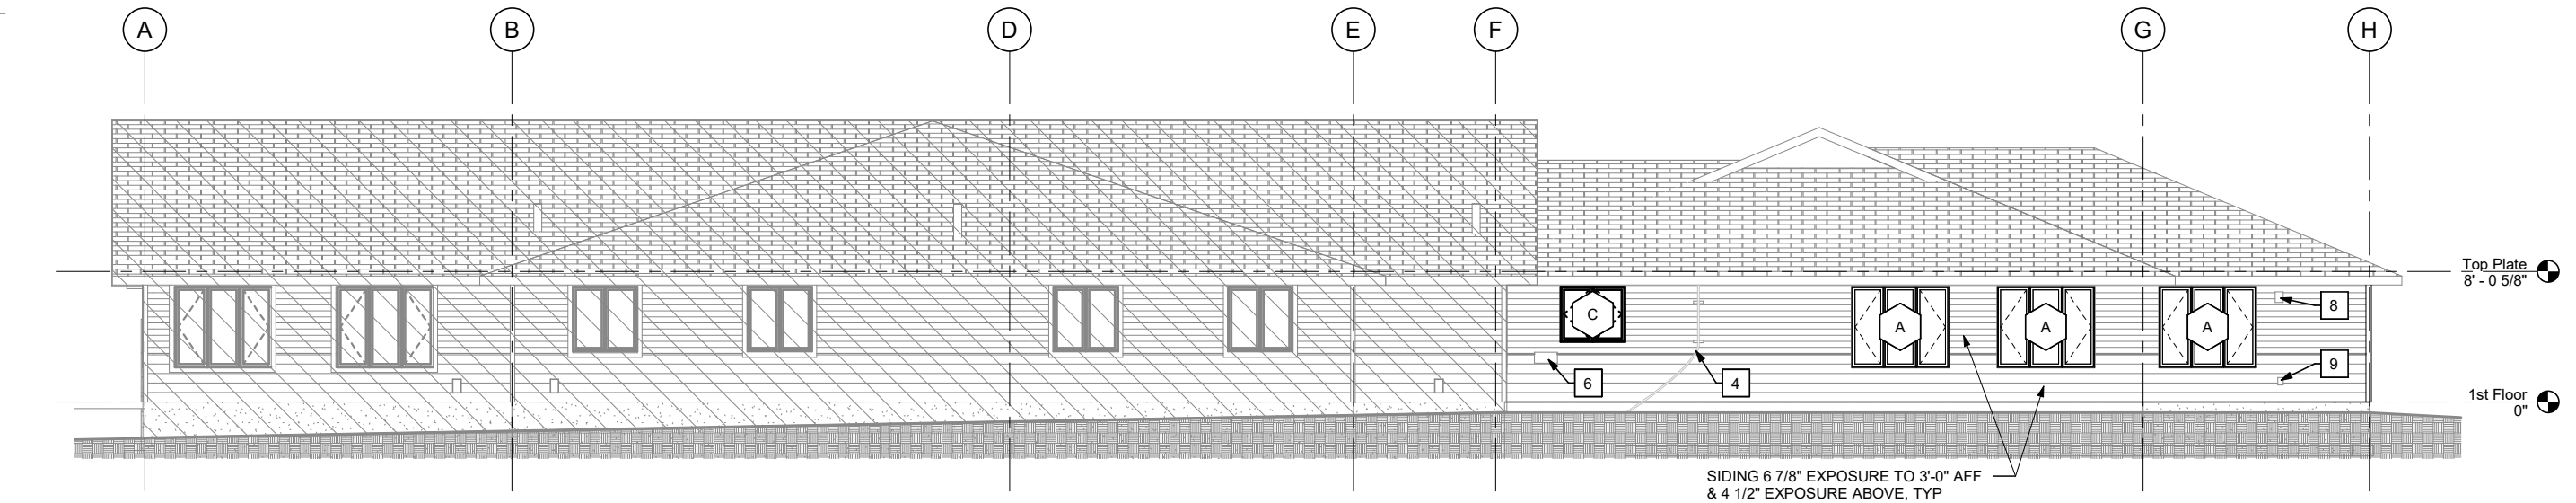 A
B
D
E
F
G
H
Top Plate
8' - 0 5/8"
C
A
A
A
8
9
6
4
1st Floor
0"
SIDING 6 7/8" EXPOSURE TO 3'-0" AFF
& 4 1/2" EXPOSURE ABOVE, TYP